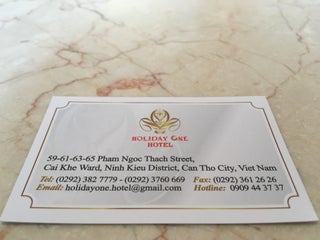 HOLIDAY ONE
HOTEL
59-61-63-65 Pham Ngoc Thach Street,
Cai Khe Ward, Ninh Kieu District, Can Tho City, Viet Nam
Tel: (0292) 382 7779 - (0292) 3760 669 Fax: (0292) 361 26 26
Email: holidayone.hotel@gmail.com Hotline: 0909 44 37 37